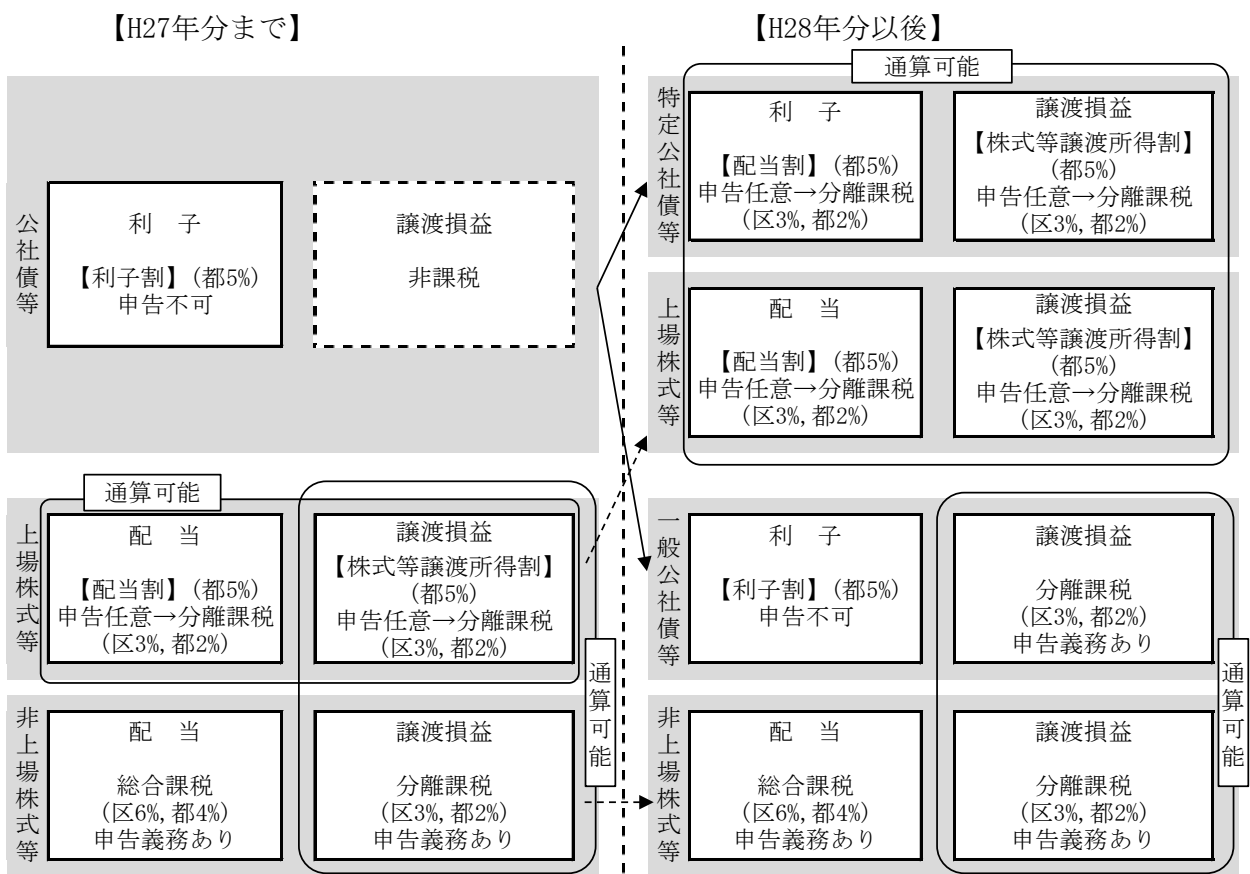 【H27年分まで】
公社債等
利　子
【利子割】(都5%)
申告不可
譲渡損益
非課税
通算可能
上場株式等
配　当
【配当割】(都5%)
申告任意→分離課税
(区3%,都2%)
譲渡損益
【株式等譲渡所得割】
(都5%)
申告任意→分離課税
(区3%,都2%)
通算可能
非上場株式等
配　当
総合課税
(区6%,都4%)
申告義務あり
譲渡損益
分離課税
(区3%,都2%)
申告義務あり
【H28年分以後】
通算可能
特定公社債等
利　子
【配当割】(都5%)
申告任意→分離課税
(区3%,都2%)
譲渡損益
【株式等譲渡所得割】
(都5%)
申告任意→分離課税
(区3%,都2%)
上場株式等
配　当
【配当割】(都5%)
申告任意→分離課税
(区3%,都2%)
譲渡損益
【株式等譲渡所得割】
(都5%)
申告任意→分離課税
(区3%,都2%)
一般公社債等
利　子
【利子割】(都5%)
申告不可
譲渡損益
分離課税
(区3%,都2%)
申告義務あり
通算可能
非上場株式等
配　当
総合課税
(区6%,都4%)
申告義務あり
譲渡損益
分離課税
(区3%,都2%)
申告義務あり